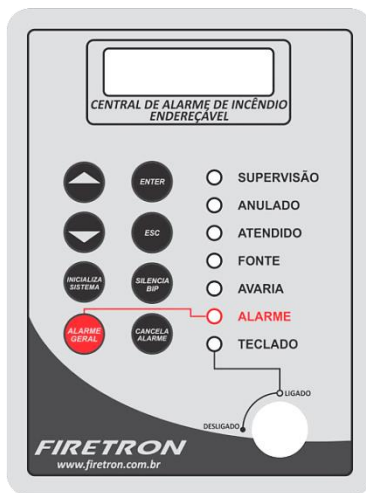 CENTRAL DE ALARME DE INCÊNDIO
ENDEREÇÁVEL
ENTER
SUPERVISÃO
ANULADO
ESC
ATENDIDO
FONTE
INICIALIZA
SISTEMA
SILENCIA
BIP
AVARIA
ALARME
GERAL
CANCELA
ALARME
ALARME
TECLADO
LIGADO
DESLIGADO
FIRETRON
www.firetron.com.br